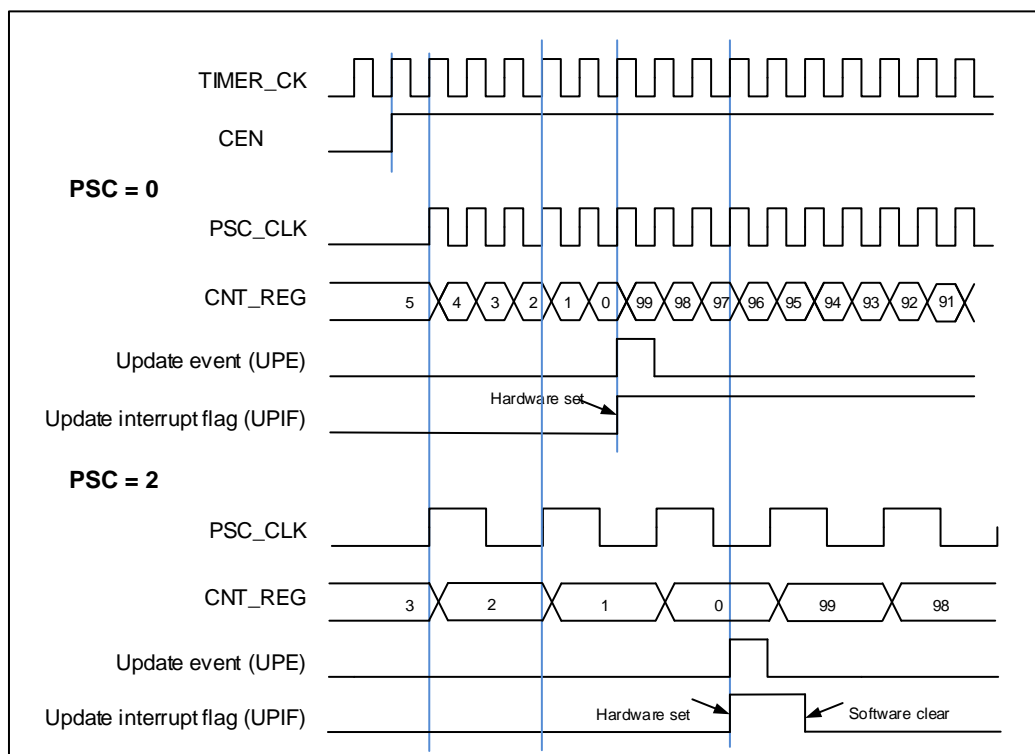 TIMER_CK
CEN
PSC = 0
PSC_CLK
CNT_REG 5 4 3 2 1 0 99 98 97 96 95 94 93 92 91
Update event (UPE)
Hardware set
Update interrupt flag (UPIF)
PSC = 2
PSC_CLK
CNT_REG 3 2 1 0 99 98
Update event (UPE)
Update interrupt flag (UPIF) Hardware set Software clear